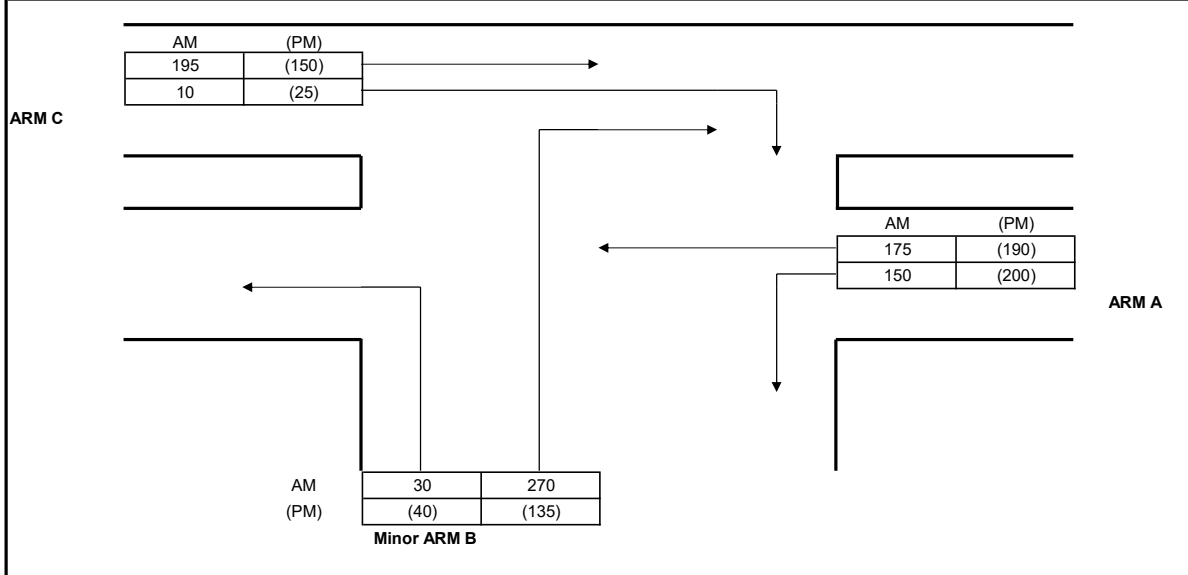 AM (PM)
195 (150)
10 (25)
ARM C
AM (PM)
175 (190)
150 (200)
ARM A
AM 30 270
(PM) (40) (135)
Minor ARM B